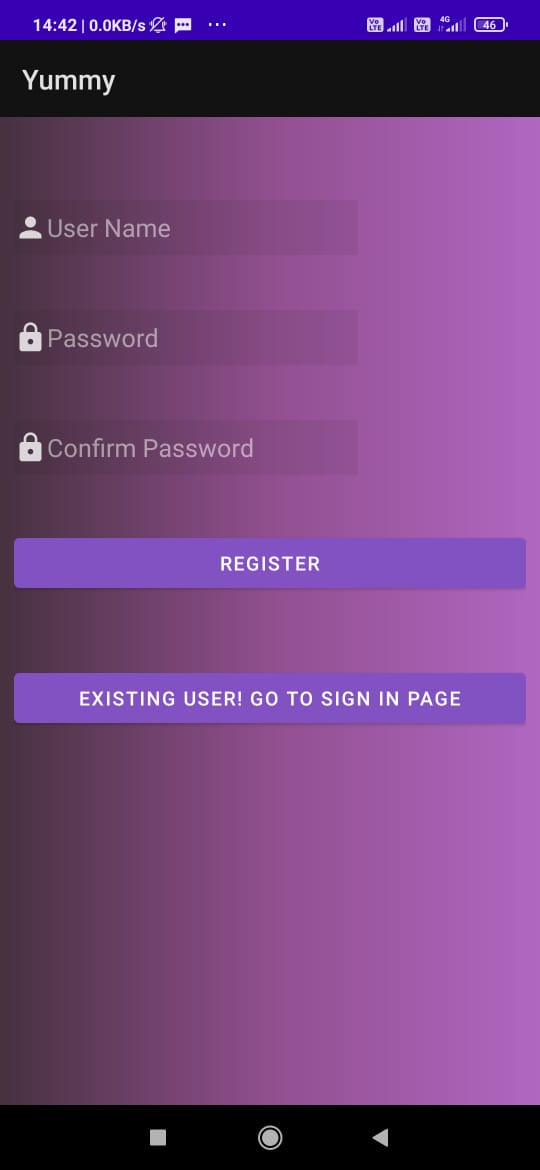 14:42 | 0.0KB/s ...
Vo LTE Vo LTE 4G 46
Yummy
User Name
Password
Confirm Password
REGISTER
EXISTING USER! GO TO SIGN IN PAGE